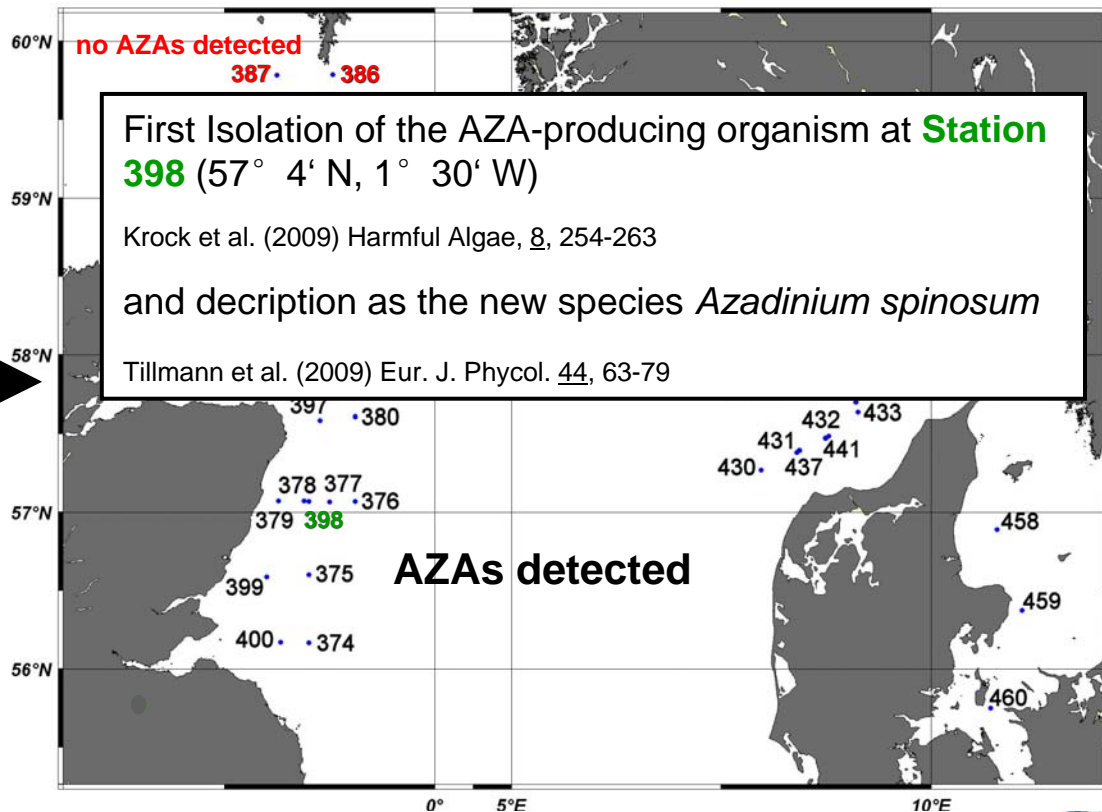 60°N
no AZAs detected
387
386
First Isolation of the AZA-producing organism at Station
398 (57° 4‘ N, 1° 30‘ W)
Krock et al. (2009) Harmful Algae, 8, 254-263
and decription as the new species Azadinium spinosum
Tillmann et al. (2009) Eur. J. Phycol. 44, 63-79
59°N
58°N
397
380
432
433
431
441
430
437
378
377
376
57°N
379
398
458
AZAs detected
399
375
459
400
374
56°N
460
0°
5°E
10°E